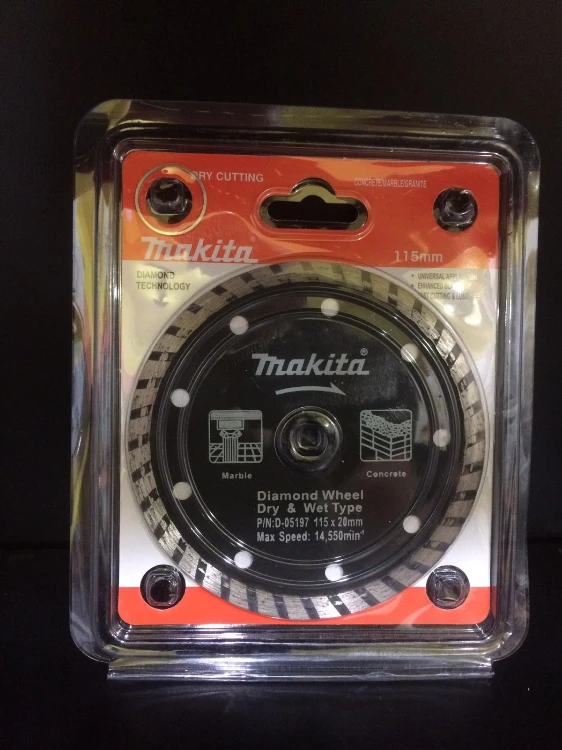 DRY CUTTING
CONCRETE/MARBLE/GRANITE
makita
115mm
DIAMOND
TECHNOLOGY
• UNIVERSAL
• ENHANCED
makita®
Marble
Concrete
Diamond Wheel
Dry & Wet Type
P/N:D-05197 115 x 20mm
Max Speed: 14,550min⁻¹